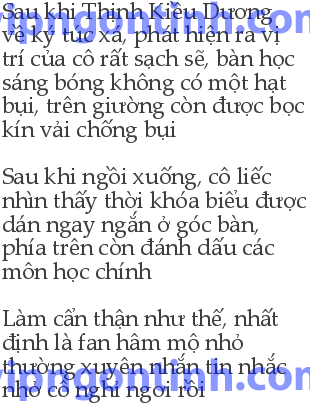 Sau khi Thịnh Kiều Dương
về ký túc xá, phát hiện ra vị
trí của cô rất sạch sẽ, bàn học
sáng bóng không có một hạt
bụi, trên giường còn được bọc
kín vải chống bụi
Sau khi ngồi xuống, cô liếc
nhìn thấy thời khóa biểu được
dán ngay ngắn ở góc bàn,
phía trên còn đánh dấu các
môn học chính
Làm cẩn thận như thế, nhất
định là fan hâm mộ nhỏ
thường xuyên nhắn tin nhắc
nhở cô nghỉ ngơi rồi